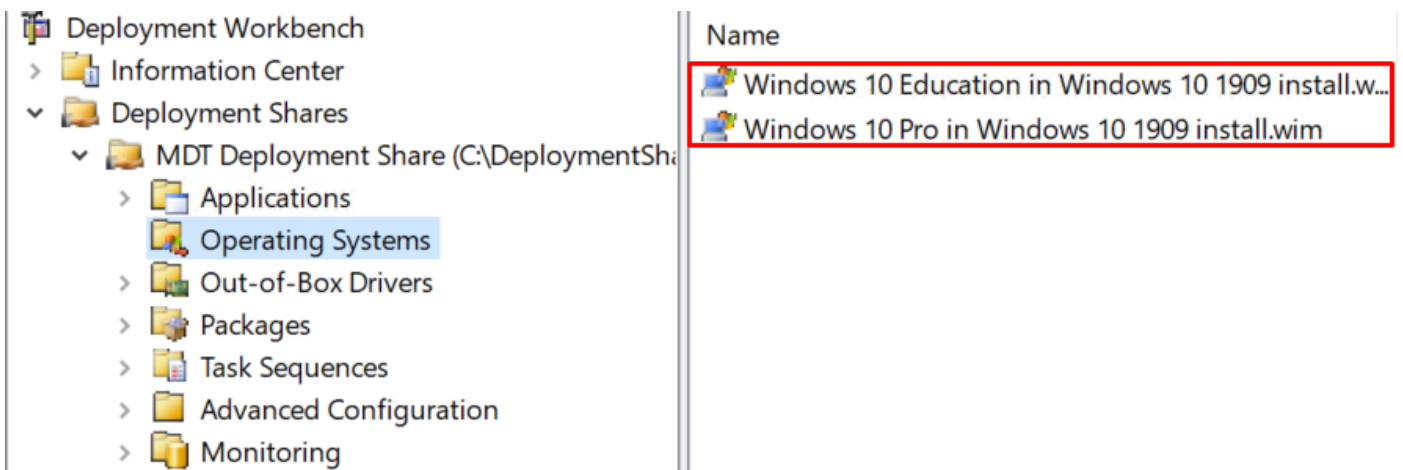 Deployment Workbench
Information Center
Deployment Shares
MDT Deployment Share (C:\DeploymentSha
Applications
Operating Systems
Out-of-Box Drivers
Packages
Task Sequences
Advanced Configuration
Monitoring
Name
Windows 10 Education in Windows 10 1909 install.w...
Windows 10 Pro in Windows 10 1909 install.wim